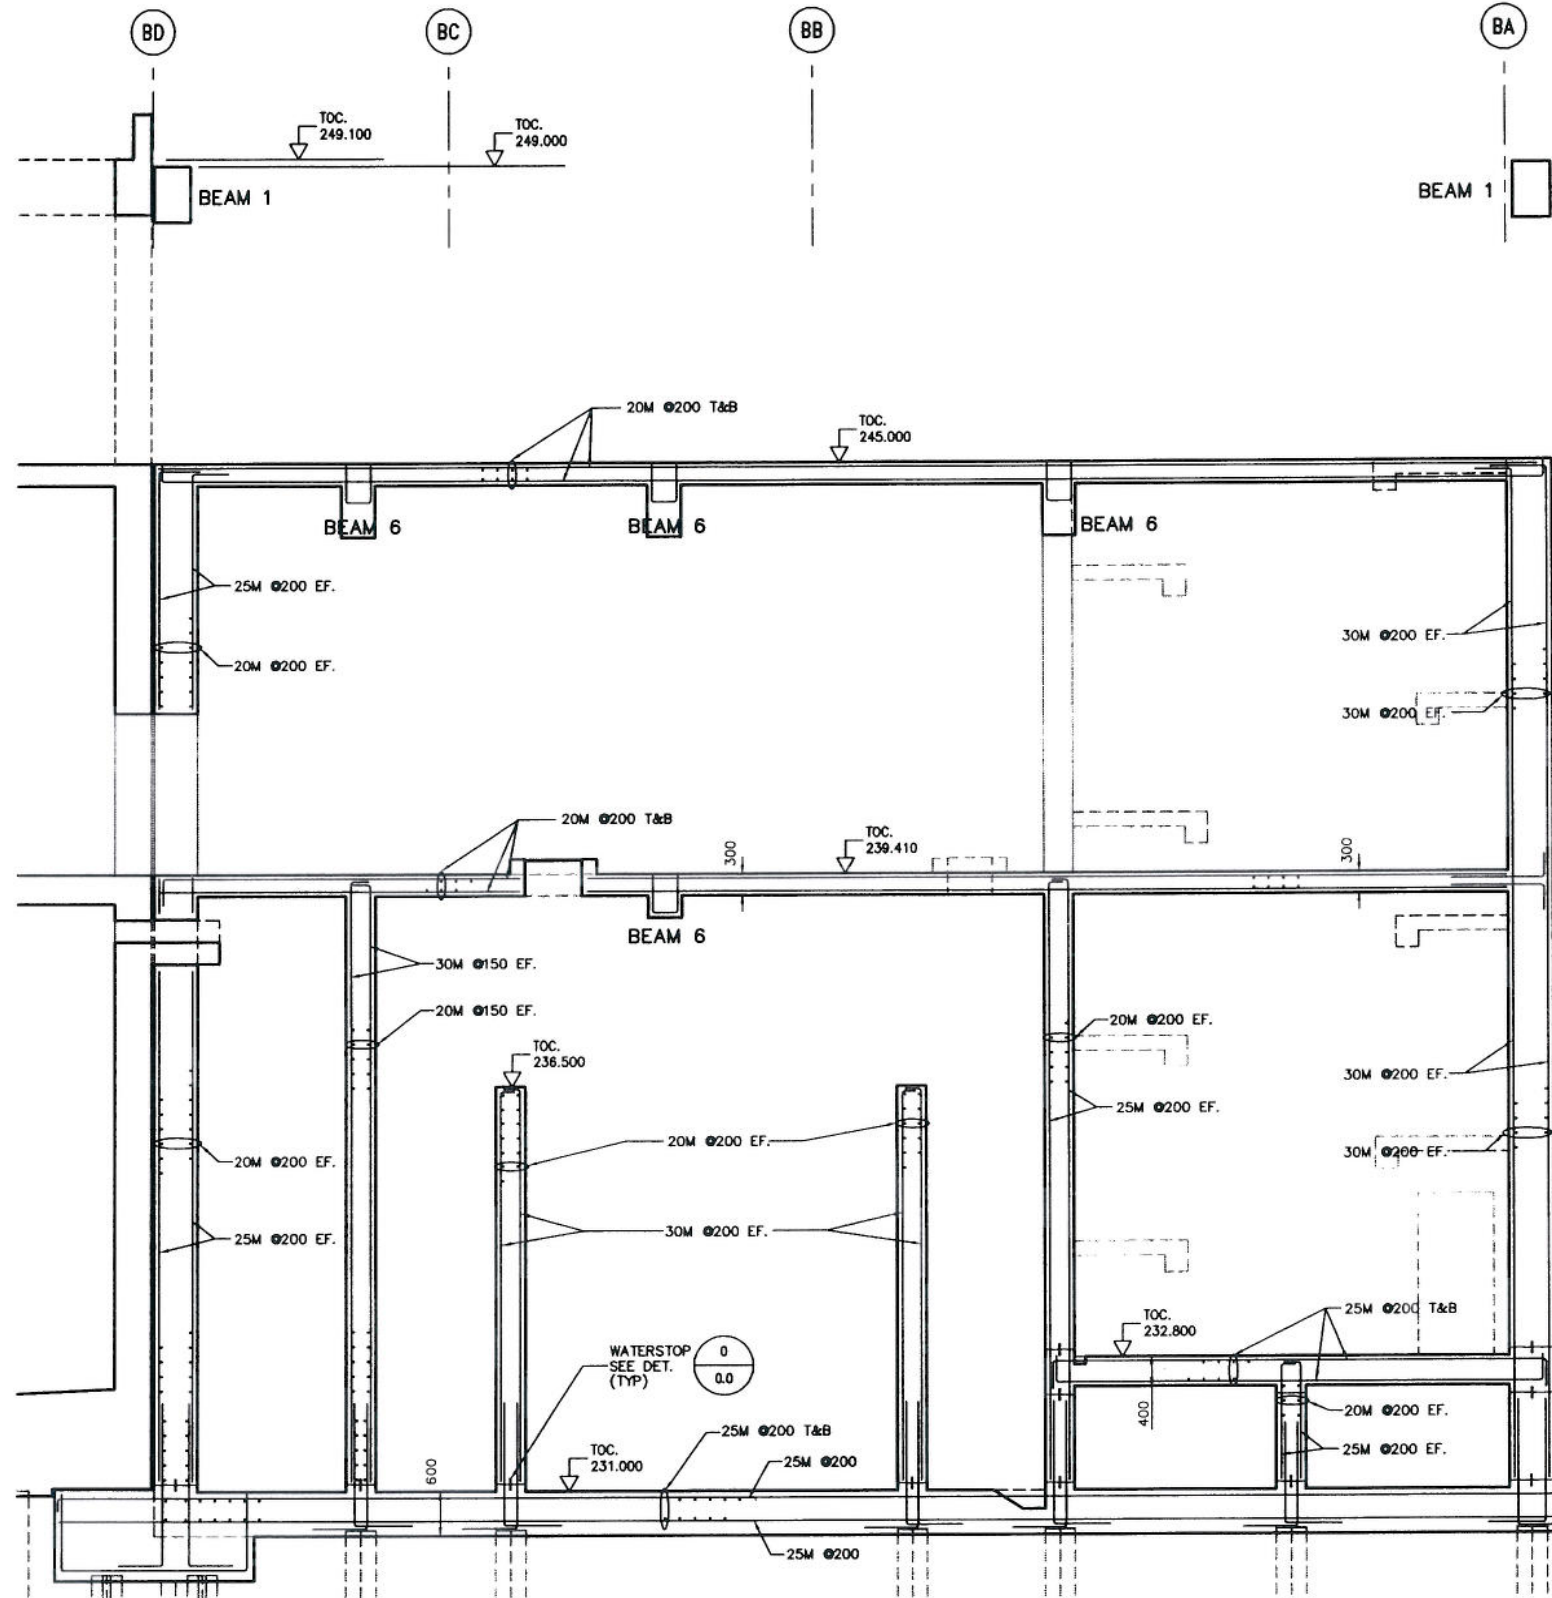 BD
BC
BB
BA
TOC.
249.100
TOC.
249.000
BEAM 1
BEAM 1
20M @200 T&B
TOC.
245.000
BEAM 6
BEAM 6
BEAM 6
25M @200 EF.
30M @200 EF.
20M @200 EF.
30M @200 EF.
20M @200 T&B
300
TOC.
239.410
300
BEAM 6
30M @150 EF.
20M @150 EF.
20M @200 EF.
TOC.
236.500
30M @200 EF.
25M @200 EF.
20M @200 EF.
30M @200 EF.
20M @200 EF.
25M @200 EF.
30M @200 EF.
TOC.
232.800
25M @200 T&B
WATERSTOP
SEE DET.
(TYP)
0
0.0
400
20M @200 EF.
25M @200 T&B
25M @200 EF.
TOC.
231.000
25M @200
600
25M @200